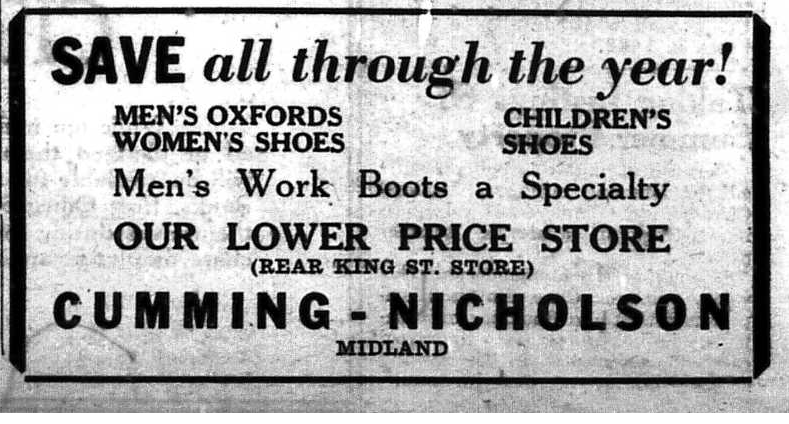 SAVE all through the year!
MEN'S OXFORDS
WOMEN'S SHOES
CHILDREN'S
SHOES
Men's Work Boots a Specialty
OUR LOWER PRICE STORE
(REAR KING ST. STORE)
CUMMING - NICHOLSON
MIDLAND